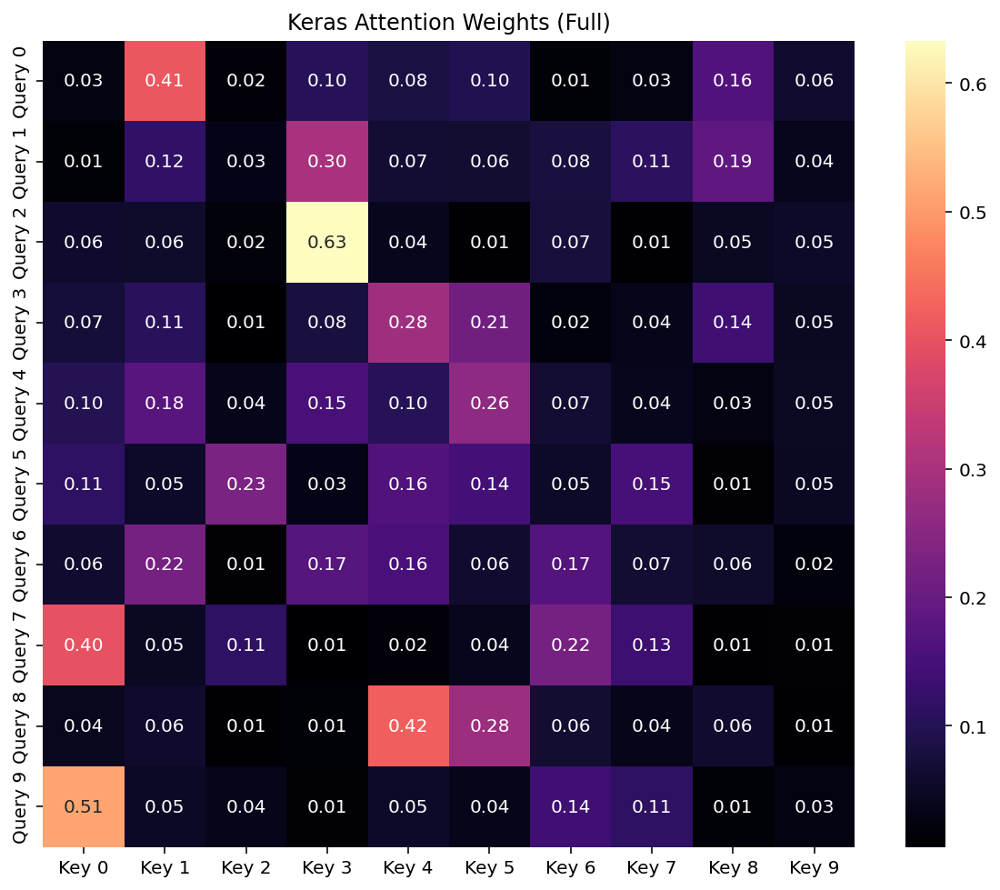 Keras Attention Weights (Full)
Query 0 0.03 0.41 0.02 0.10 0.08 0.10 0.01 0.03 0.16 0.06
Query 1 0.01 0.12 0.03 0.30 0.07 0.06 0.08 0.11 0.19 0.04
Query 2 0.06 0.06 0.02 0.63 0.04 0.01 0.07 0.01 0.05 0.05
Query 3 0.07 0.11 0.01 0.08 0.28 0.21 0.02 0.04 0.14 0.05
Query 4 0.10 0.18 0.04 0.15 0.10 0.26 0.07 0.04 0.03 0.05
Query 5 0.11 0.05 0.23 0.03 0.16 0.14 0.05 0.15 0.01 0.05
Query 6 0.06 0.22 0.01 0.17 0.16 0.06 0.17 0.07 0.06 0.02
Query 7 0.40 0.05 0.11 0.01 0.02 0.04 0.22 0.13 0.01 0.01
Query 8 0.04 0.06 0.01 0.01 0.42 0.28 0.06 0.04 0.06 0.01
Query 9 0.51 0.05 0.04 0.01 0.05 0.04 0.14 0.11 0.01 0.03
Key 0 Key 1 Key 2 Key 3 Key 4 Key 5 Key 6 Key 7 Key 8 Key 9
0.6
0.5
0.4
0.3
0.2
0.1